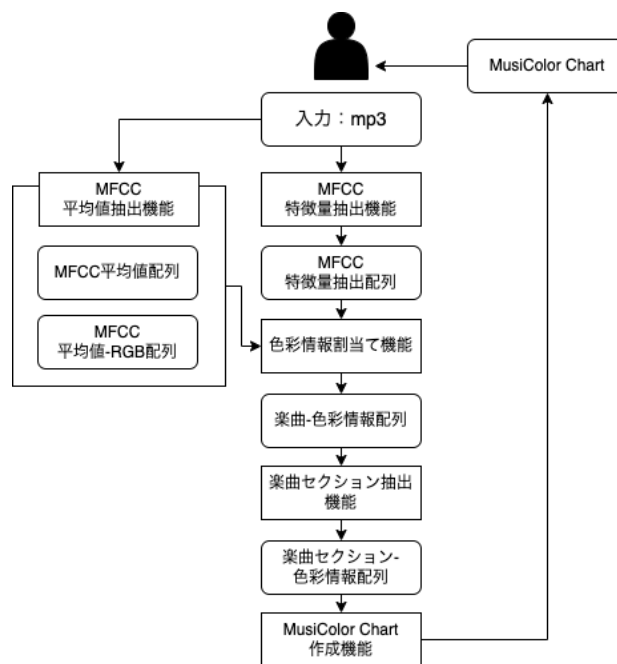 MusiColor Chart
入力：mp3
MFCC
平均値抽出機能
MFCC
特徴量抽出機能
MFCC平均値配列
MFCC
特徴量抽出配列
MFCC
平均値-RGB配列
色彩情報割当て機能
楽曲-色彩情報配列
楽曲セクション抽出
機能
楽曲セクション-
色彩情報配列
MusiColor Chart
作成機能